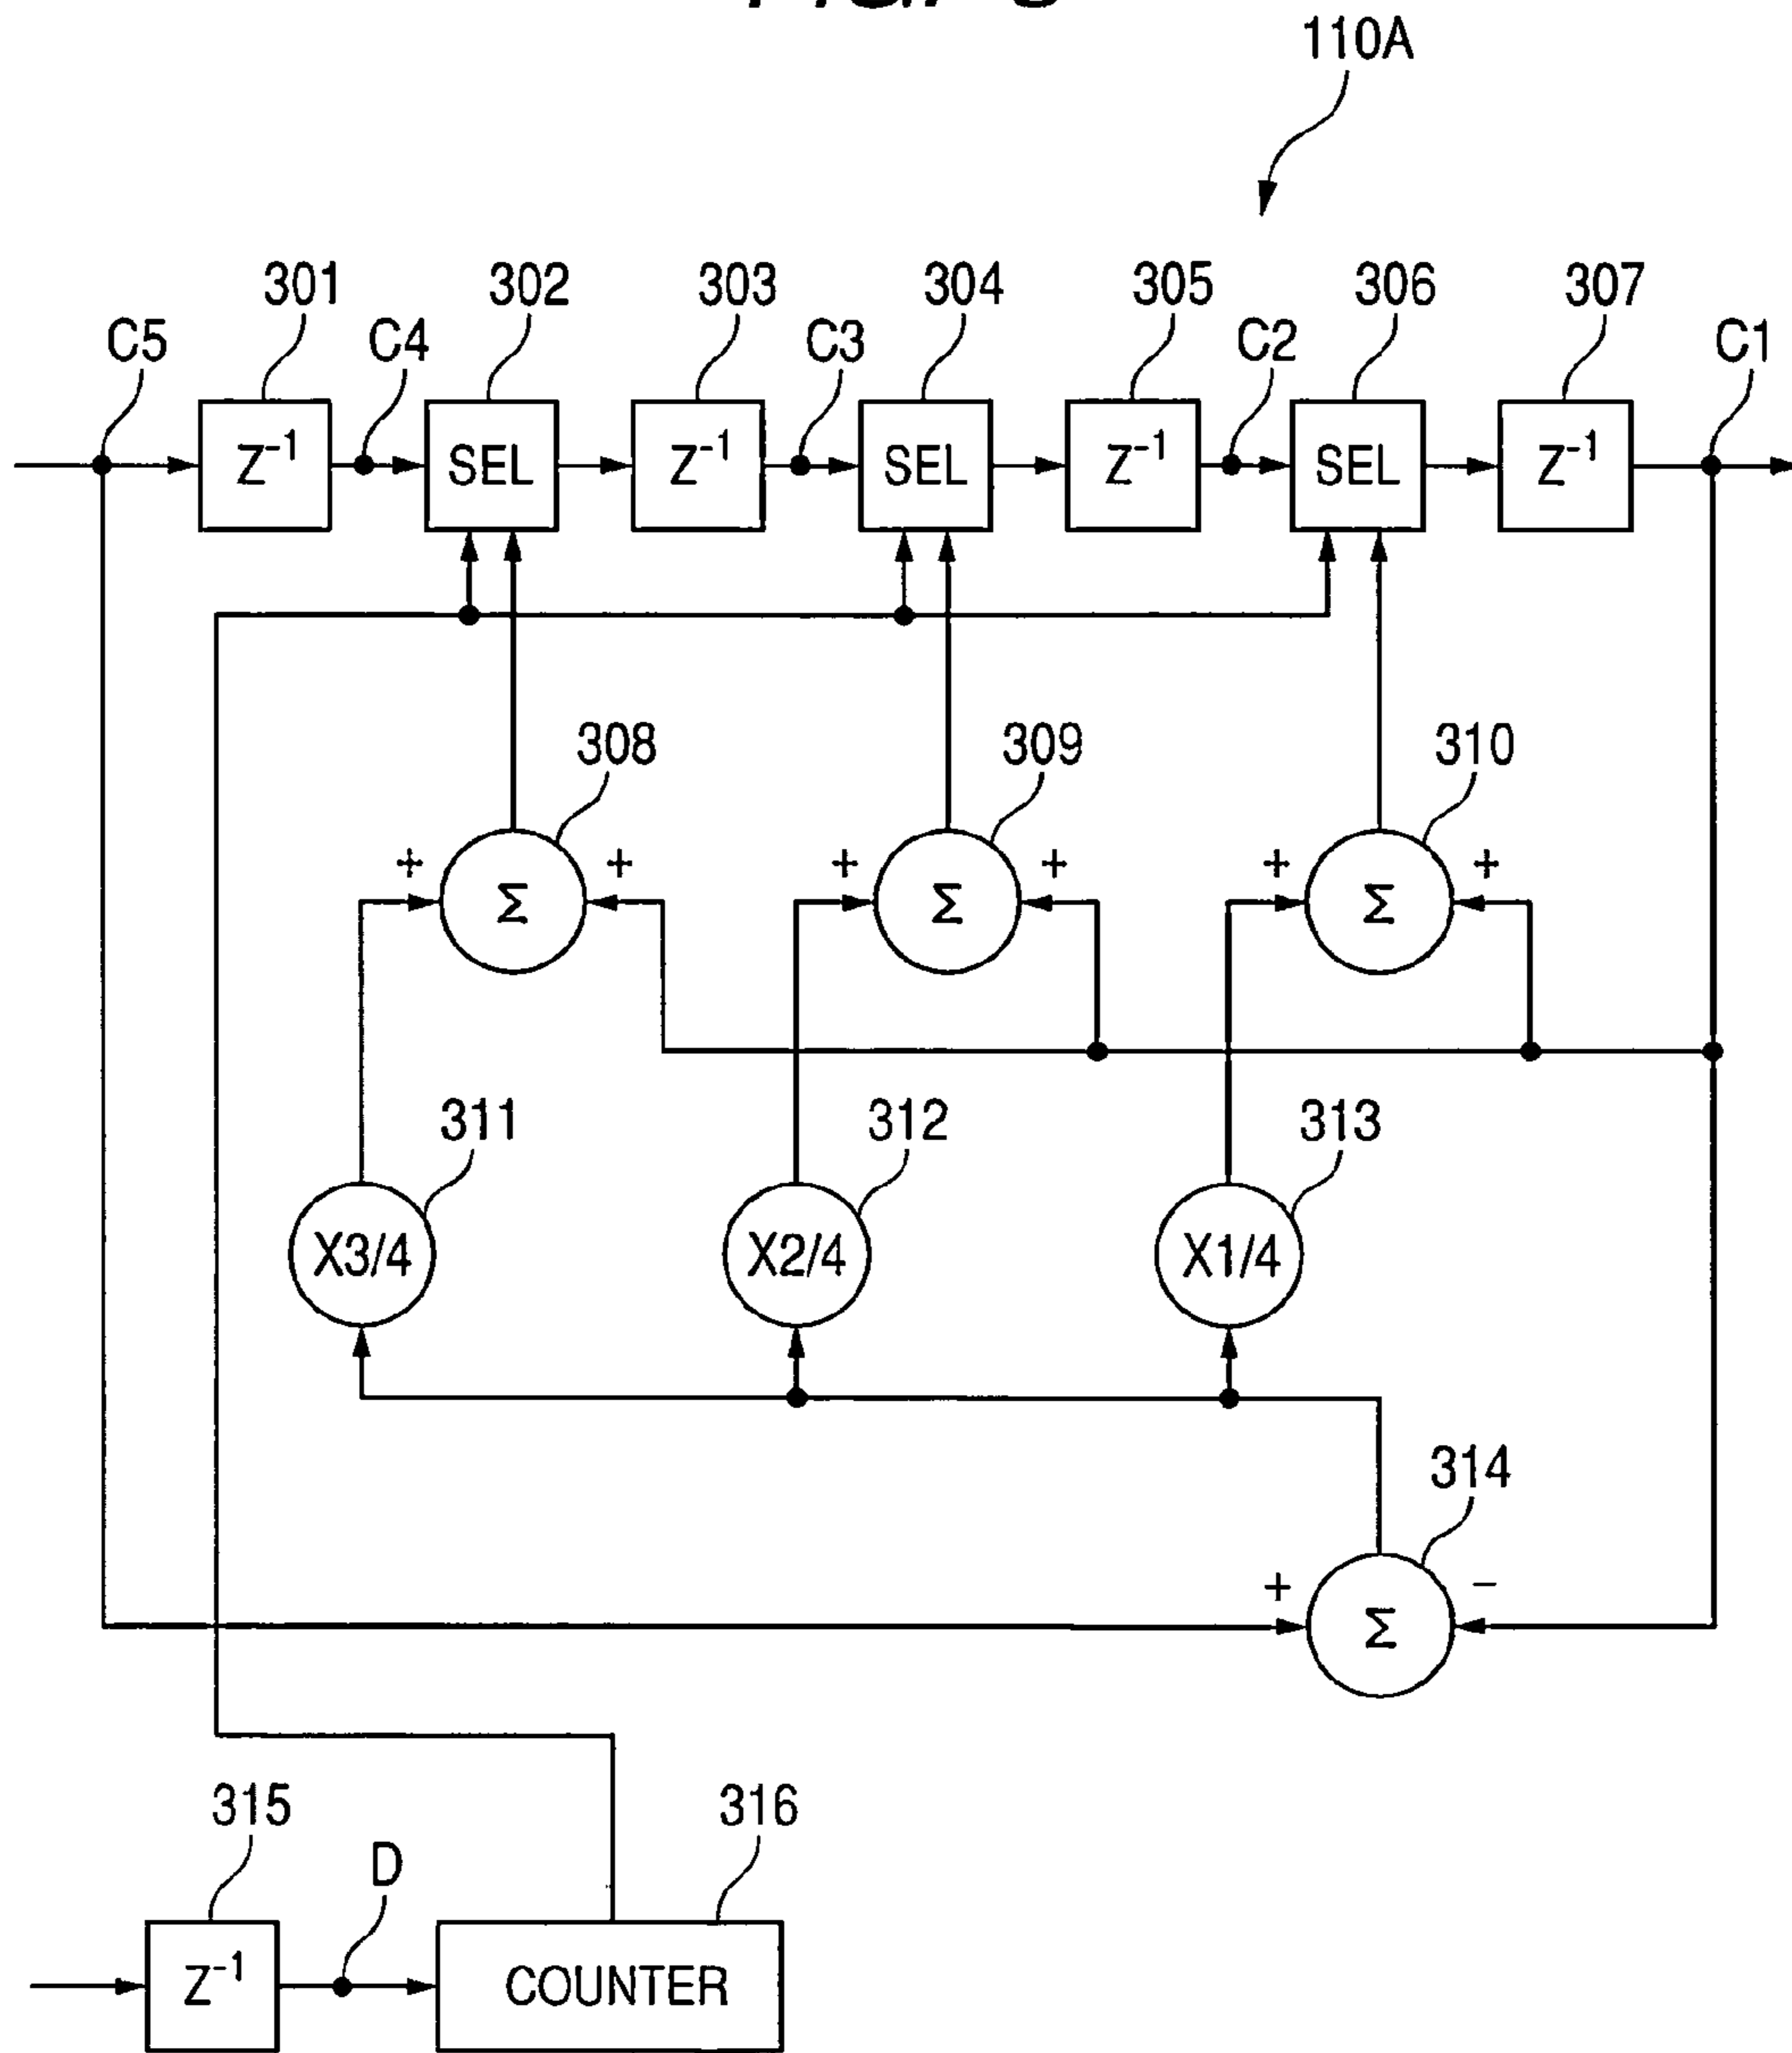 110A
301 302 303 304 305 306 307
C5 C4 C3 C2 C1
Z⁻¹ SEL Z⁻¹ SEL Z⁻¹ SEL Z⁻¹
308 309 310
+ + + + + +
Σ Σ Σ
311 312 313
X3/4 X2/4 X1/4
314
+ −
Σ
315 316
D
Z⁻¹ COUNTER